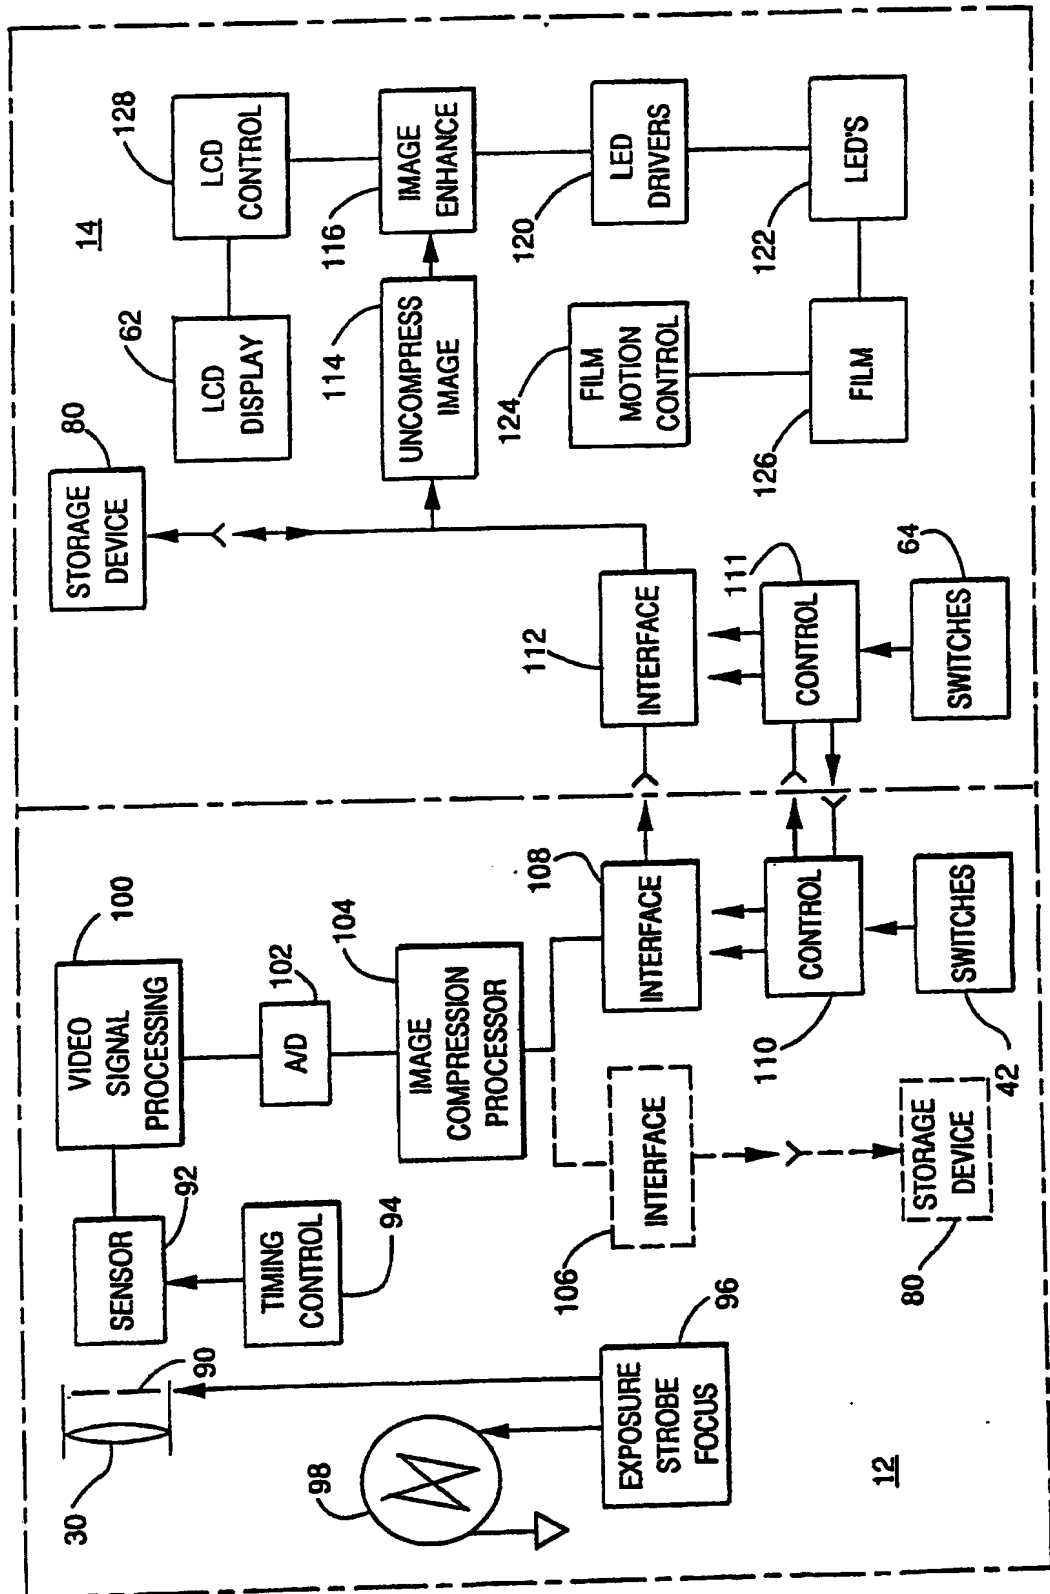 30
90
SENSOR
92
VIDEO
SIGNAL
PROCESSING
100
98
TIMING
CONTROL
94
A/D
102
IMAGE
COMPRESSION
PROCESSOR
104
EXPOSURE
STROBE
FOCUS
96
INTERFACE
106
INTERFACE
108
CONTROL
110
STORAGE
DEVICE
80
SWITCHES
42
12
STORAGE
DEVICE
80
14
LCD
DISPLAY
62
LCD
CONTROL
128
UNCOMPRESS
IMAGE
114
IMAGE
ENHANCE
116
INTERFACE
112
FILM
MOTION
CONTROL
124
LED
DRIVERS
120
CONTROL
111
SWITCHES
64
FILM
126
LED'S
122